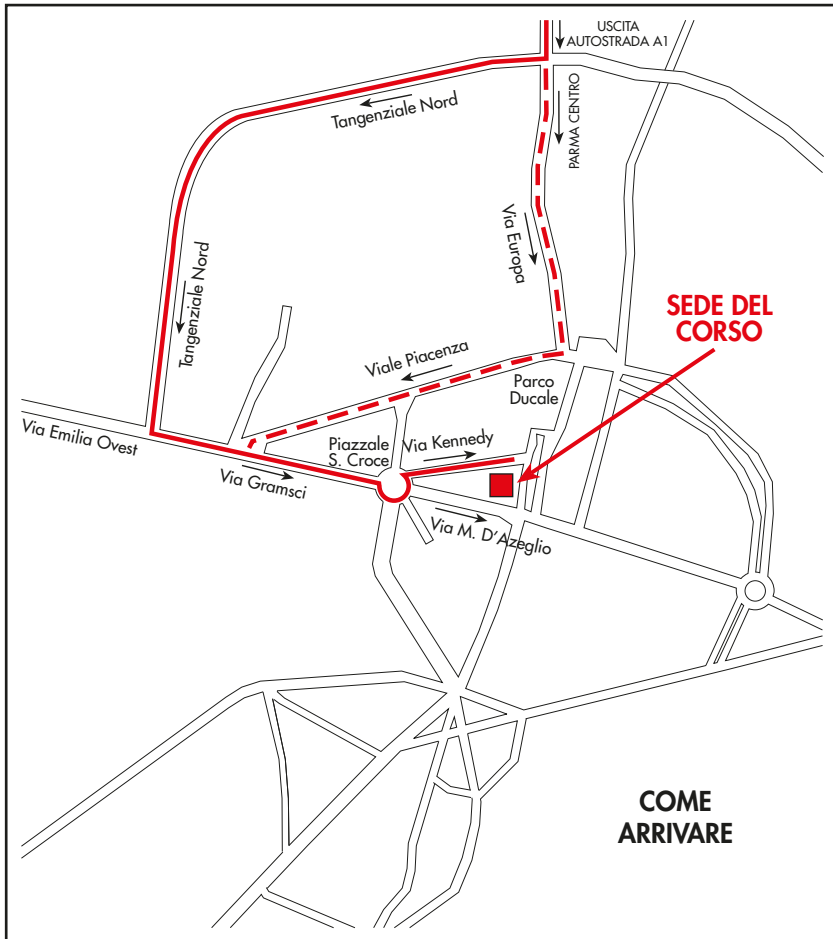 USCITA
AUTOSTRADA A1
Tangenziale Nord
PARMA CENTRO
Via Europa
Tangenziale Nord
SEDE DEL
CORSO
Viale Piacenza
Parco
Ducale
Via Emilia Ovest
Piazzale
S. Croce
Via Kennedy
Via Gramsci
Via M. D'Azeglio
COME
ARRIVARE